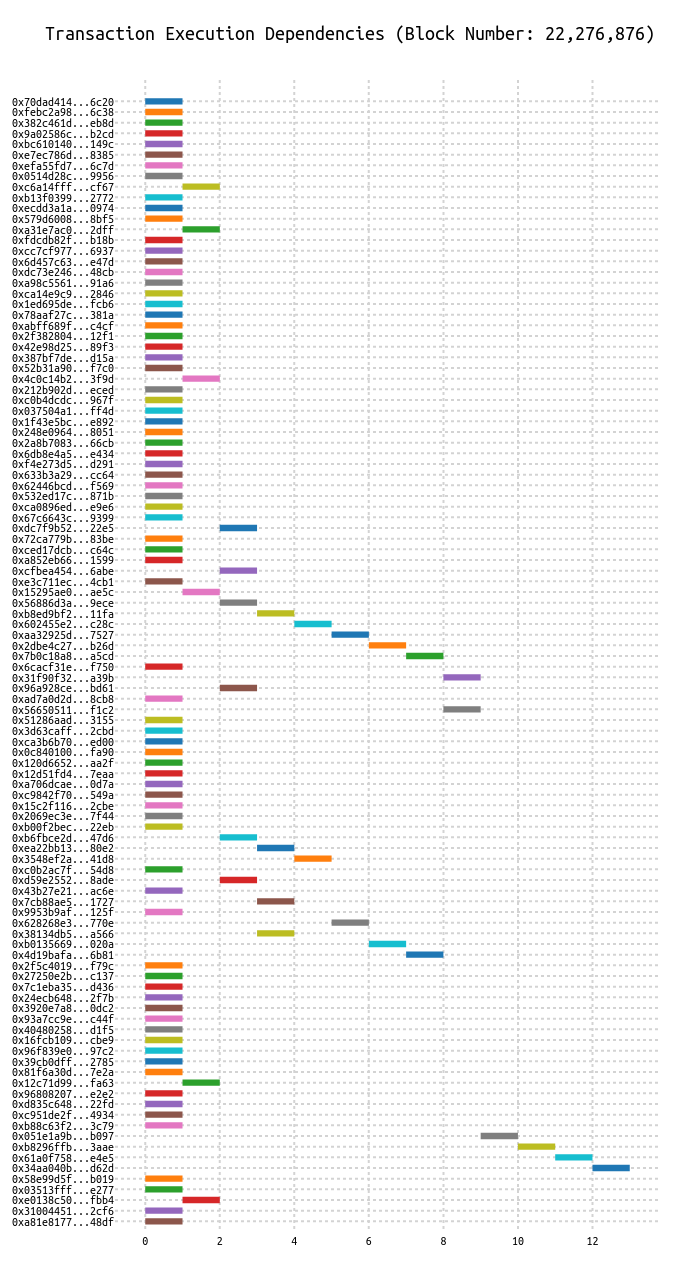 Transaction Execution Dependencies (Block Number: 22,276,876)
0x70dad414...6c20
0xfebc2a98...6c38
0x382c461d...eb8d
0x9a02586c...b2cd
0xbc610140...149c
0xe7ec786d...8385
0xefa55fd7...6c7d
0x0514d28c...9956
0xc6a14fff...cf67
0xb13f0399...2772
0xecdd3a1a...0974
0x579d6008...8bf5
0xa31e7ac0...2dff
0xfdcdb82f...b18b
0xcc7cf977...6937
0x6d457c63...e47d
0xdc73e246...48cb
0xa98c5561...91a6
0xca14e9c9...2846
0x1ed695de...fcb6
0x78aaf27c...381a
0xabff689f...c4cf
0x2f382804...12f1
0x42e98d25...89f3
0x387bf7de...d15a
0x52b31a90...f7c0
0x4c0c14b2...3f9d
0x212b902d...eced
0xc0b4dcdc...967f
0x037504a1...ff4d
0x1f43e5bc...e892
0x248e0964...8051
0x2a8b7083...66cb
0x6db8e4a5...e434
0xf4e273d5...d291
0x633b3a29...cc64
0x62446bcd...f569
0x532ed17c...871b
0xca0896ed...e9e6
0x67c6643c...9399
0xdc7f9b52...22e5
0x72ca779b...83be
0xced17dcb...c64c
0xa852eb66...1599
0xcfbea454...6abe
0xe3c711ec...4cb1
0x15295ae0...ae5c
0x56886d3a...9ece
0xb8ed9bf2...11fa
0x602455e2...c28c
0xaa32925d...7527
0x2dbe4c27...b26d
0x7b0c18a8...a5cd
0x6cacf31e...f750
0x31f90f32...a39b
0x96a928ce...bd61
0xad7a0d2d...8cb8
0x56650511...f1c2
0x51286aad...3155
0x3d63caff...2cbd
0xca3b6b70...ed00
0x0c840100...fa90
0x120d6652...aa2f
0x12d51fd4...7eaa
0xa706dcae...0d7a
0xc9842f70...549a
0x15c2f116...2cbe
0x2069ec3e...7f44
0xb00f2bec...22eb
0xb6fbce2d...47d6
0xea22bb13...80e2
0x3548ef2a...41d8
0xc0b2ac7f...54d8
0xd59e2552...8ade
0x43b27e21...ac6e
0x7cb88ae5...1727
0x9953b9af...125f
0x628268e3...770e
0x38134db5...a566
0xb0135669...020a
0x4d19bafa...6b81
0x2f5c4019...f79c
0x27250e2b...c137
0x7c1eba35...d436
0x24ecb648...2f7b
0x3920e7a8...0dc2
0x93a7cc9e...c44f
0x40480258...d1f5
0x16fcb109...cbe9
0x96f839e0...97c2
0x39cb0dff...2785
0x81f6a30d...7e2a
0x12c71d99...fa63
0x96808207...e2e2
0xd835c648...22fd
0xc951de2f...4934
0xb88c63f2...3c79
0x051e1a9b...b097
0xb8296ffb...3aae
0x61a0f758...e4e5
0x34aa040b...d62d
0x58e99d5f...b019
0x03513fff...e277
0xe0138c50...fbb4
0x31004451...2cf6
0xa81e8177...48df
0 2 4 6 8 10 12